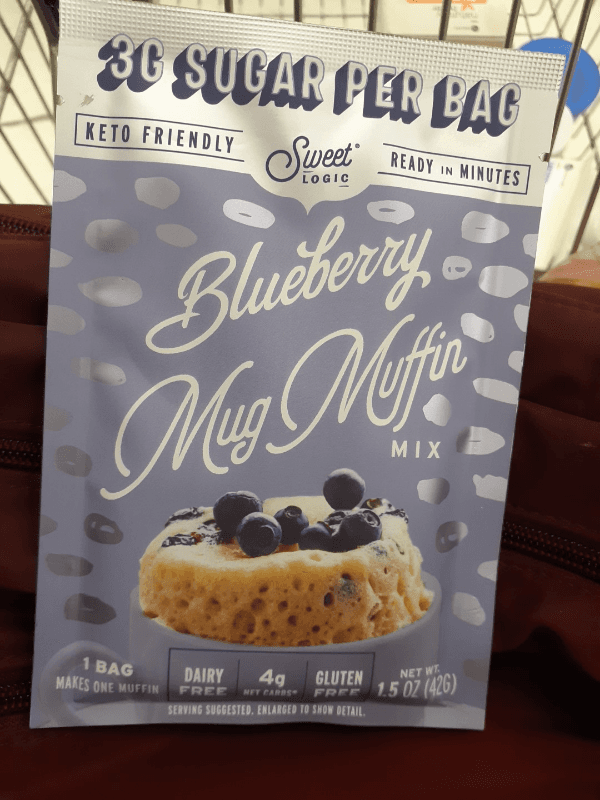 3G SUGAR PER BAG
KETO FRIENDLY
Sweet
LOGIC
READY IN MINUTES
Blueberry
Mug Muffin
MIX
1 BAG
MAKES ONE MUFFIN
DAIRY
FREE
4g
NET CARBS*
GLUTEN
FREE
NET WT.
1.5 OZ (42G)
SERVING SUGGESTED. ENLARGED TO SHOW DETAIL.